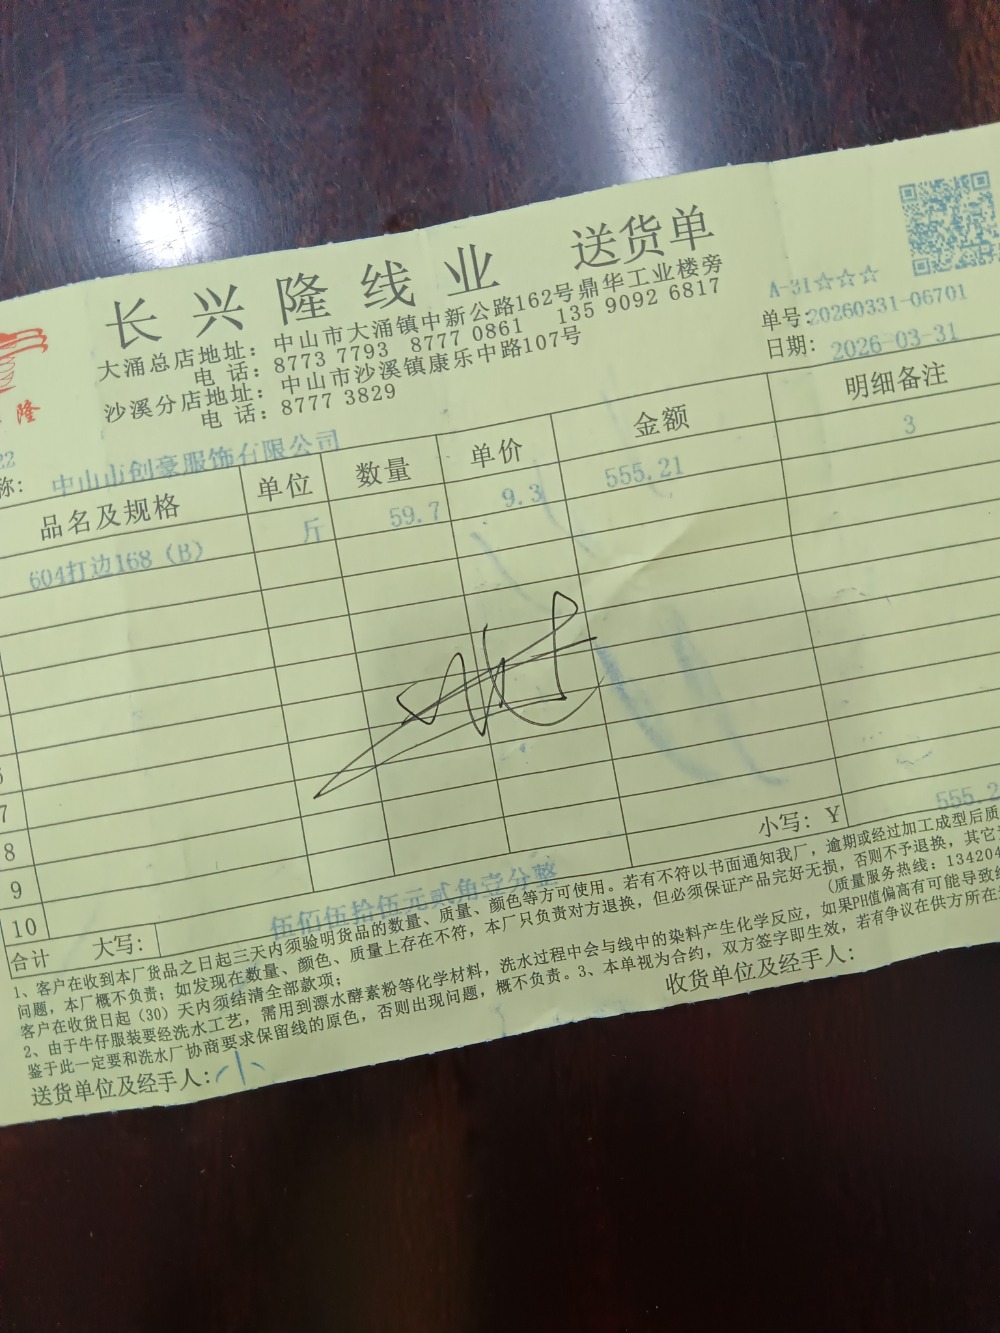 长兴隆线业 送货单
大涌总店地址：中山市大涌镇中新公路162号鼎华工业楼旁
电 话：8773 7793 8777 0861 135 9092 6817
沙溪分店地址：中山市沙溪镇康乐中路107号
电 话：8777 3829
A-31☆☆☆
单号：20260331-06701
日期：2026-03-31
隆
22
称：中山市创豪服饰有限公司
品名及规格 单位 数量 单价 金额 明细备注
604打边168（B） 斤 59.7 9.3 555.21 3
7
8
9
10
小写：¥ 555.2
合计 大写：伍佰伍拾伍元贰角壹分整
1、客户在收到本厂货品之日起三天内须验明货品的数量、质量、颜色等方可使用。若有不符以书面通知我厂，逾期或经过加工成型后质
问题，本厂概不负责；如发现在数量、颜色、质量上存在不符，本厂只负责对方退换，但必须保证产品完好无损，否则不予退换，其它
客户在收货日起（30）天内须结清全部款项； （质量服务热线：134204
2、由于牛仔服装要经洗水工艺，需用到漂水酵素粉等化学材料，洗水过程中会与线中的染料产生化学反应，如果PH值偏高有可能导致
鉴于此一定要和洗水厂协商要求保留线的原色，否则出现问题，概不负责。3、本单视为合约，双方签字即生效，若有争议在供方所在
送货单位及经手人：小 收货单位及经手人：